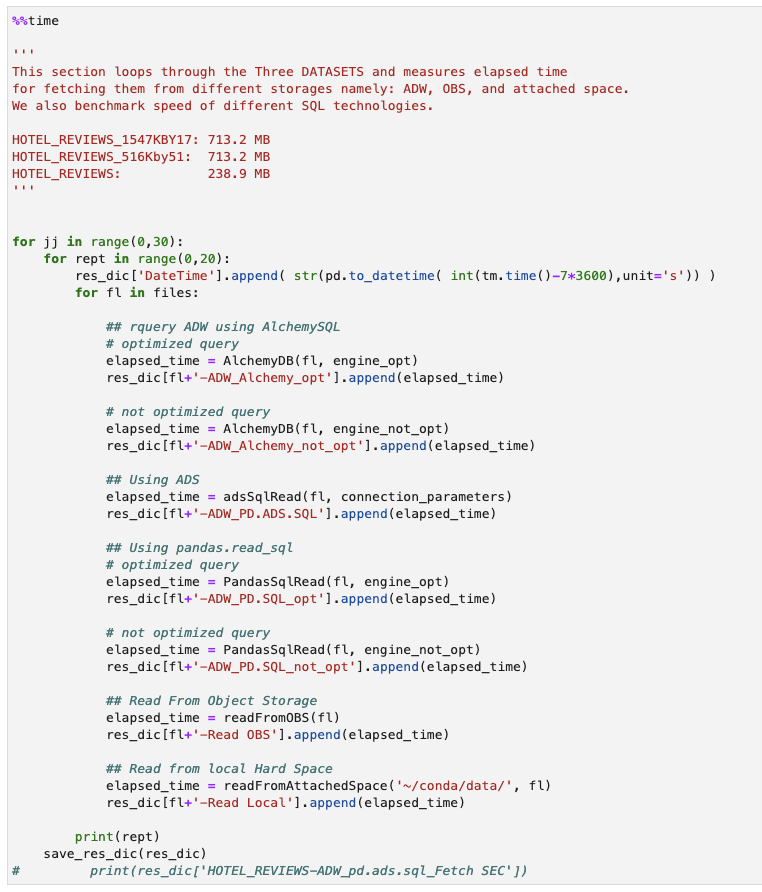 %%time
'''
This section loops through the Three DATASETS and measures elapsed time
for fetching them from different storages namely: ADW, OBS, and attached space.
We also benchmark speed of different SQL technologies.
HOTEL_REVIEWS_1547KBY17: 713.2 MB
HOTEL_REVIEWS_516Kby51:  713.2 MB
HOTEL_REVIEWS:           238.9 MB
'''
for jj in range(0,30):
    for rept in range(0,20):
        res_dic['DateTime'].append( str(pd.to_datetime( int(tm.time()-7*3600),unit='s')) )
        for fl in files:
            ## rquery ADW using AlchemySQL
            # optimized query
            elapsed_time = AlchemyDB(fl, engine_opt)
            res_dic[fl+'-ADW_Alchemy_opt'].append(elapsed_time)
            # not optimized query
            elapsed_time = AlchemyDB(fl, engine_not_opt)
            res_dic[fl+'-ADW_Alchemy_not_opt'].append(elapsed_time)
            ## Using ADS
            elapsed_time = adsSqlRead(fl, connection_parameters)
            res_dic[fl+'-ADW_PD.ADS.SQL'].append(elapsed_time)
            ## Using pandas.read_sql
            # optimized query
            elapsed_time = PandasSqlRead(fl, engine_opt)
            res_dic[fl+'-ADW_PD.SQL_opt'].append(elapsed_time)
            # not optimized query
            elapsed_time = PandasSqlRead(fl, engine_not_opt)
            res_dic[fl+'-ADW_PD.SQL_not_opt'].append(elapsed_time)
            ## Read From Object Storage
            elapsed_time = readFromOBS(fl)
            res_dic[fl+'-Read OBS'].append(elapsed_time)
            ## Read from local Hard Space
            elapsed_time = readFromAttachedSpace('~/conda/data/', fl)
            res_dic[fl+'-Read Local'].append(elapsed_time)
        print(rept)
    save_res_dic(res_dic)
#         print(res_dic['HOTEL_REVIEWS-ADW_pd.ads.sql_Fetch SEC'])